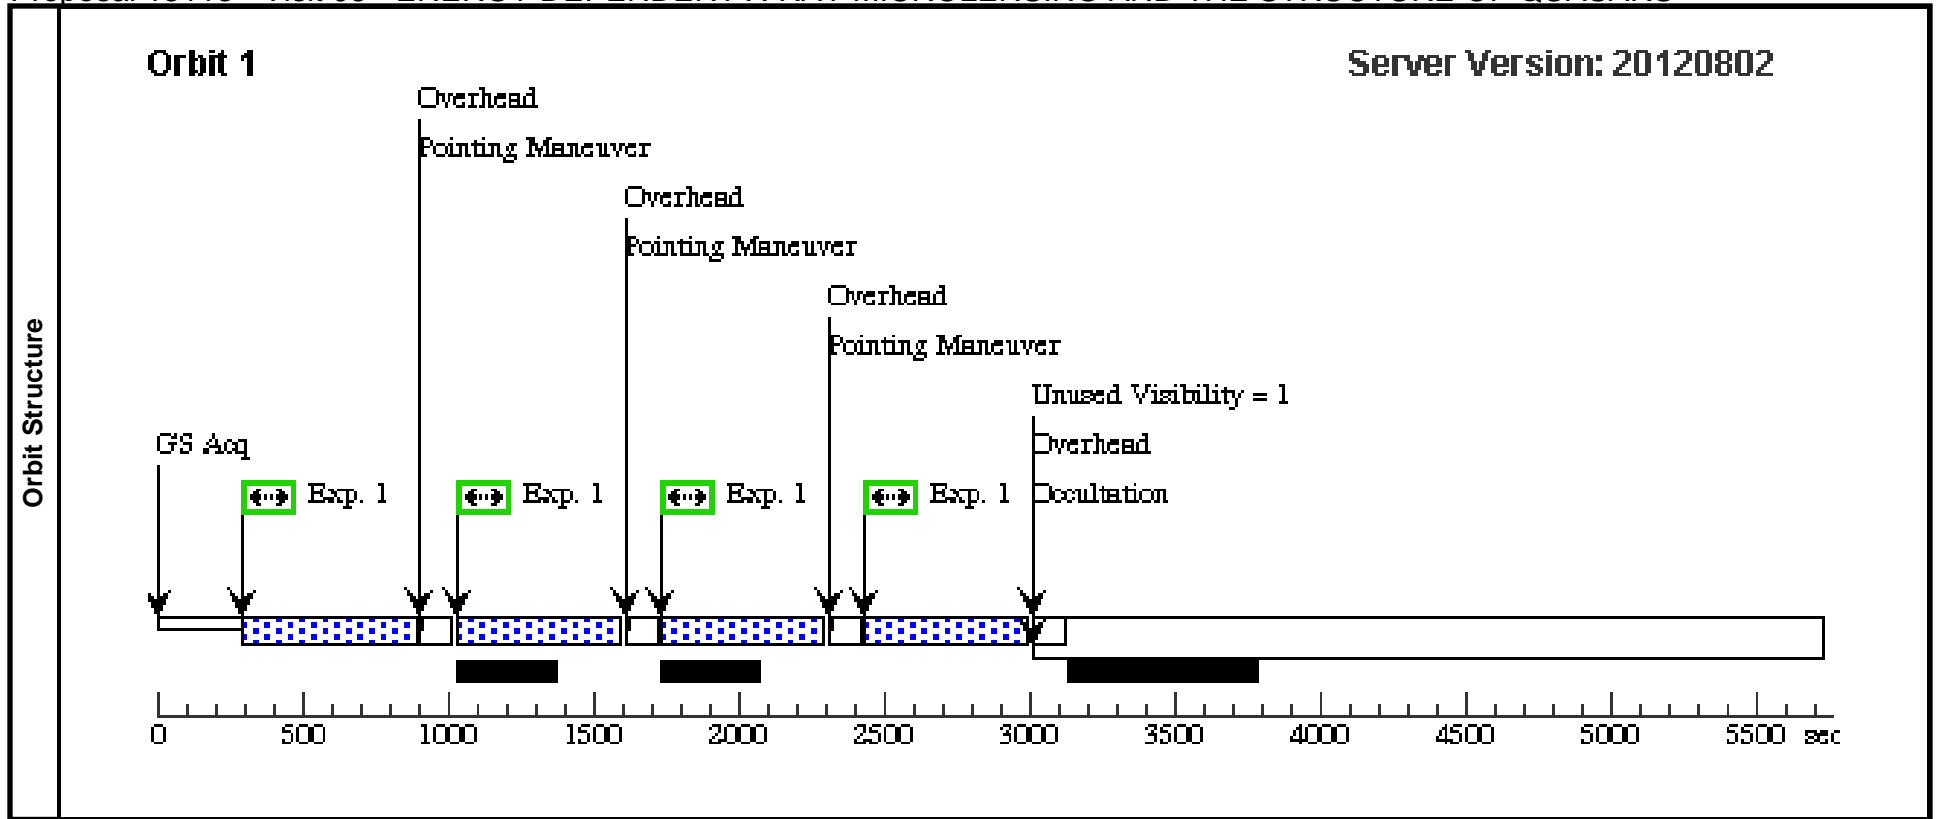 Orbit 1
Server Version: 20120802
Orbit Structure
Overhead
Pointing Maneuver
Overhead
Pointing Maneuver
Overhead
Pointing Maneuver
Unused Visibility = 1
Overhead
Occultation
GS Acq
Exp. 1
Exp. 1
Exp. 1
Exp. 1
0 500 1000 1500 2000 2500 3000 3500 4000 4500 5000 5500 sec